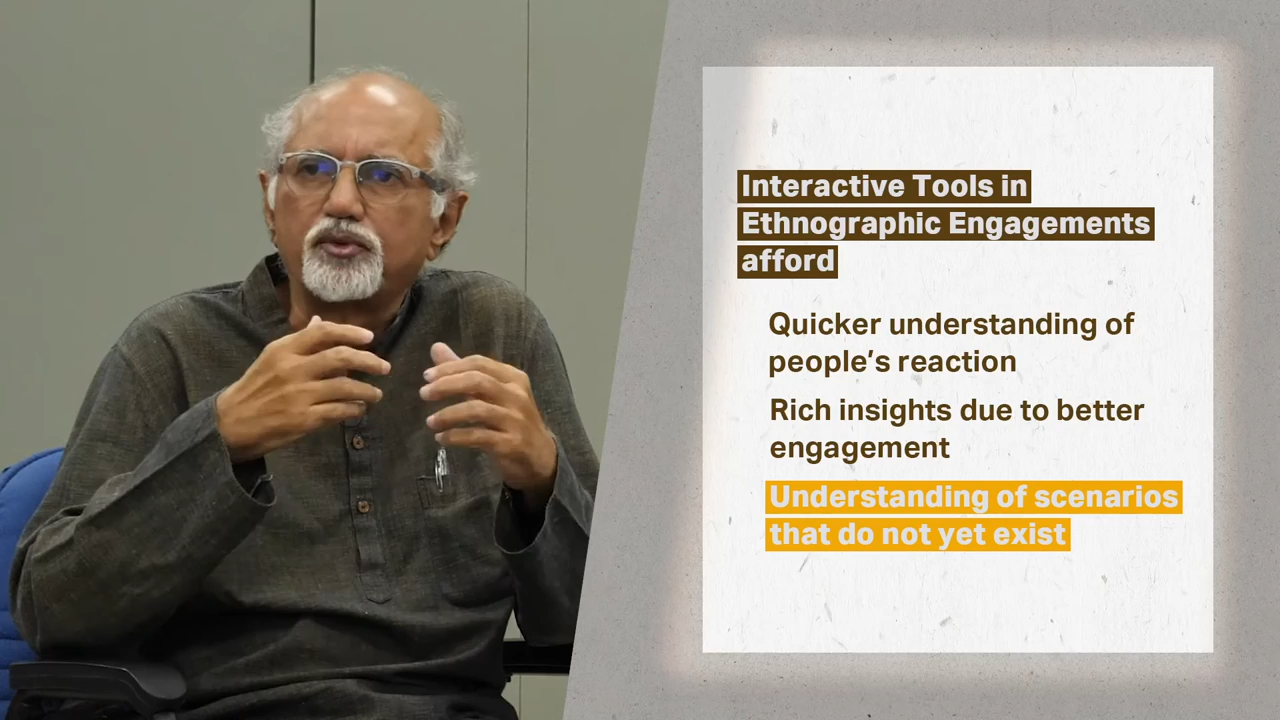 Interactive Tools in
Ethnographic Engagements
afford
Quicker understanding of
people's reaction
Rich insights due to better
engagement
Understanding of scenarios
that do not yet exist